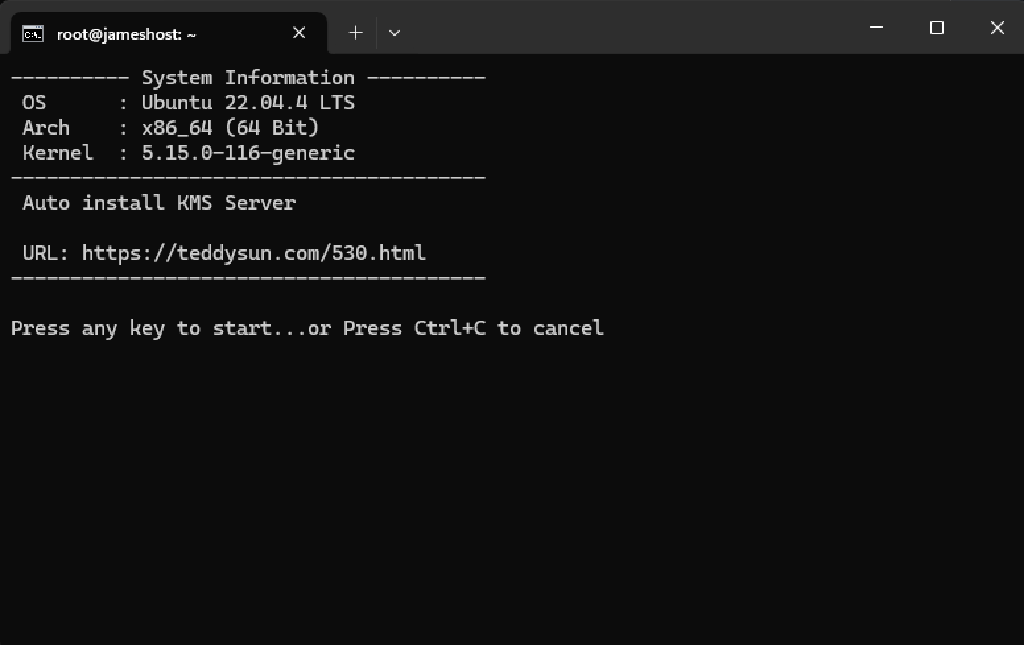 root@jameshost: ~
---------- System Information ----------
OS      : Ubuntu 22.04.4 LTS
Arch    : x86_64 (64 Bit)
Kernel  : 5.15.0-116-generic
----------------------------------------
Auto install KMS Server
URL: https://teddysun.com/530.html
----------------------------------------
Press any key to start...or Press Ctrl+C to cancel